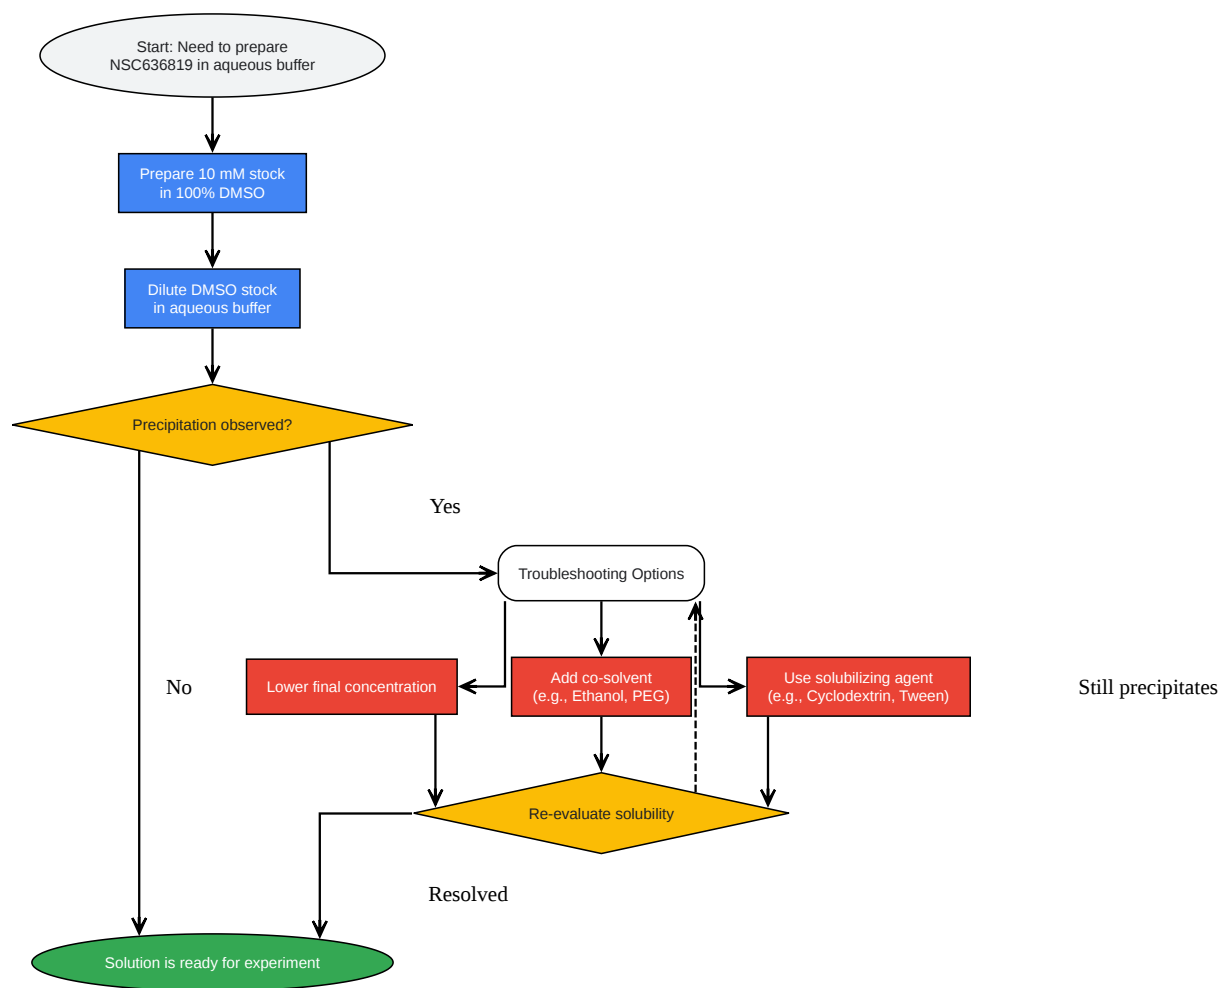 Start: Need to prepare
NSC636819 in aqueous buffer
Prepare 10 mM stock
in 100% DMSO
Dilute DMSO stock
in aqueous buffer
Precipitation observed?
Yes
Troubleshooting Options
No
Lower final concentration
Add co-solvent
(e.g., Ethanol, PEG)
Use solubilizing agent
(e.g., Cyclodextrin, Tween)
Still precipitates
Re-evaluate solubility
Resolved
Solution is ready for experiment